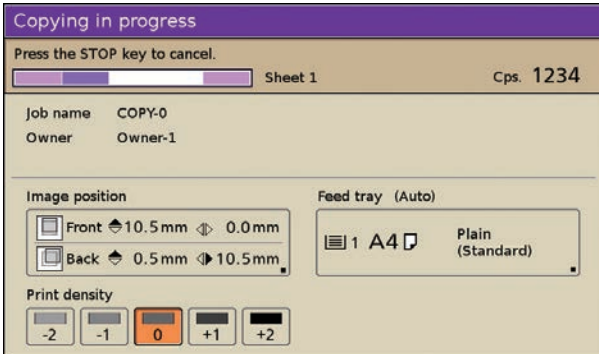 Copying in progress
Press the STOP key to cancel.
Sheet 1
Cps. 1234
Job name COPY-0
Owner Owner-1
Image position
Front 10.5mm 0.0mm
Back 0.5mm 10.5mm
Feed tray (Auto)
1 A4 Plain
(Standard)
Print density
-2 -1 0 +1 +2